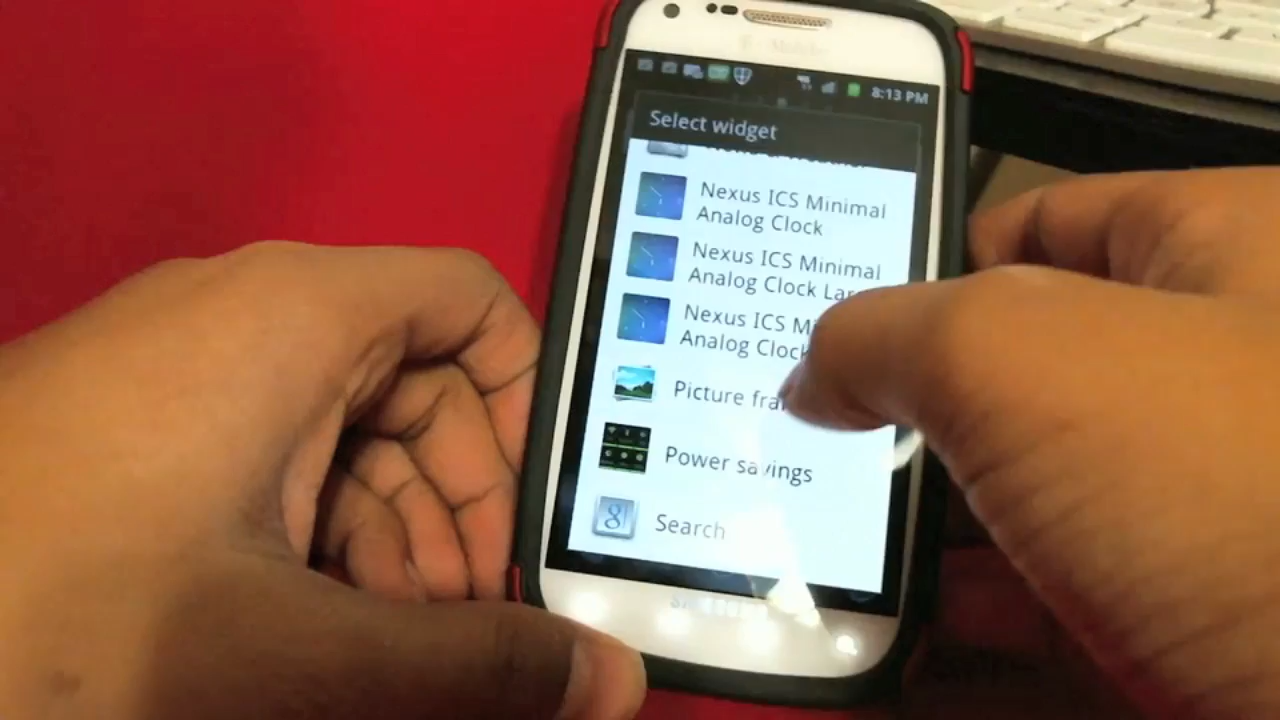 T-Mobile
8:13 PM
Select widget
Nexus ICS Minimal
Analog Clock
Nexus ICS Minimal
Analog Clock
Nexus ICS
Analog Clock
Picture
Power savings
Search